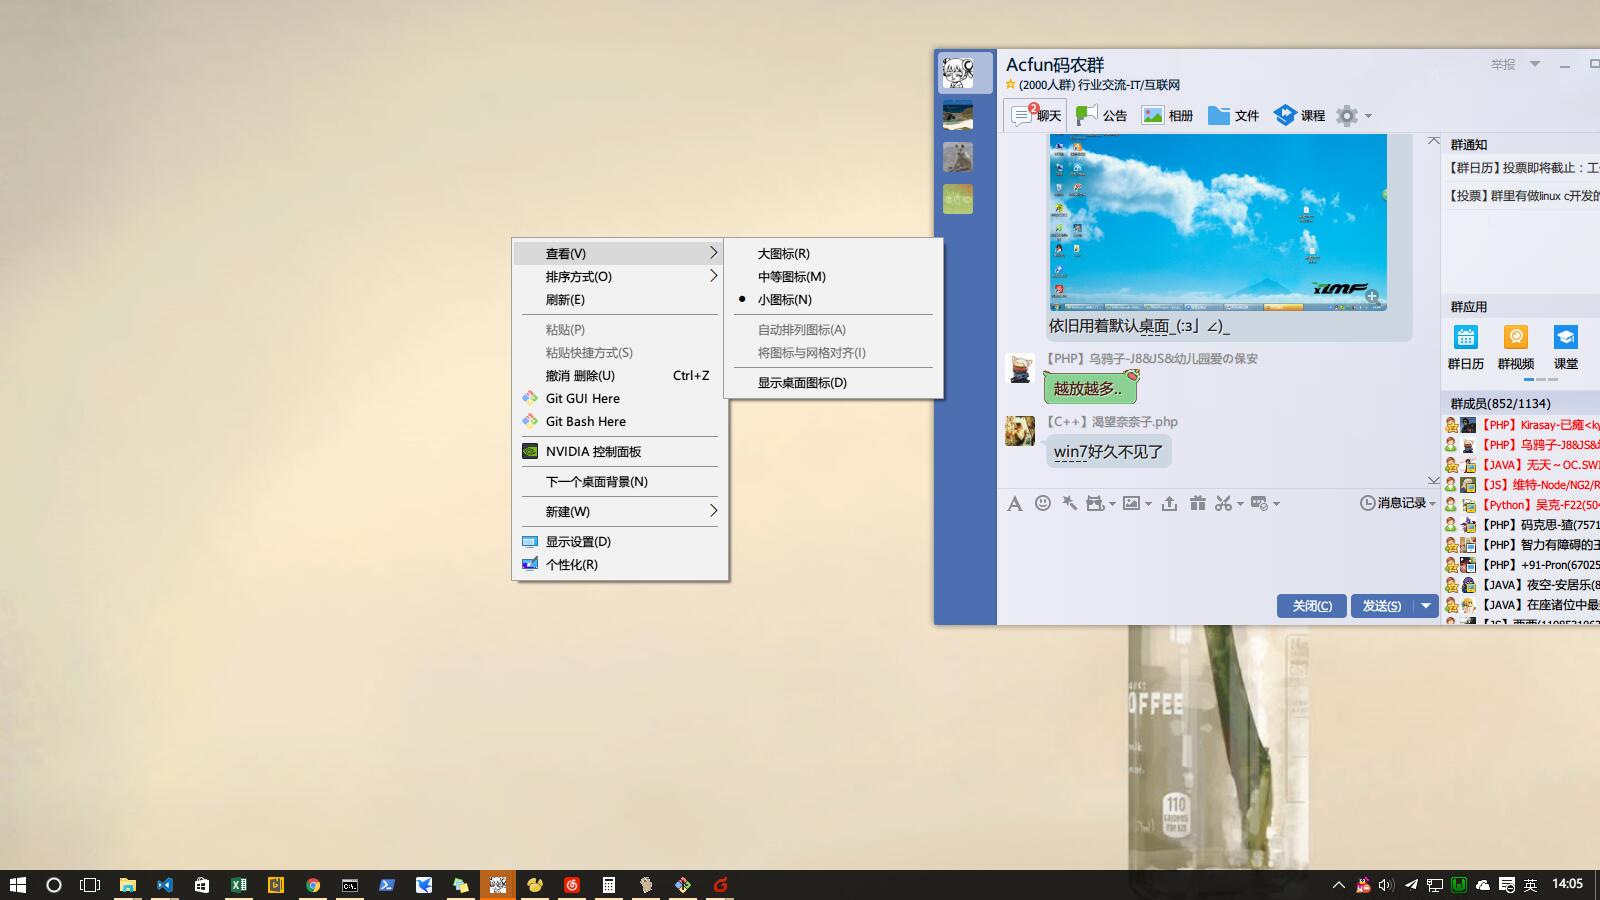 查看(V)
排序方式(O)
刷新(E)
粘贴(P)
粘贴快捷方式(S)
撤消 删除(U) Ctrl+Z
Git GUI Here
Git Bash Here
NVIDIA 控制面板
下一个桌面背景(N)
新建(W)
显示设置(D)
个性化(R)
大图标(R)
中等图标(M)
小图标(N)
自动排列图标(A)
将图标与网格对齐(I)
显示桌面图标(D)
Acfun码农群
(2000人群) 行业交流-IT/互联网
举报
2
聊天 公告 相册 文件 课程
YLMF
依旧用着默认桌面_(:з」∠)_
【PHP】乌鸦子-J8&JS&幼儿园爱の保安
越放越多..
【C++】渴望奈奈子.php
win7好久不见了
消息记录
关闭(C) 发送(S)
群通知
【群日历】投票即将截止：工
【投票】群里有做linux c开发的
群应用
群日历 群视频 课堂
群成员(852/1134)
【PHP】Kirasay-已瘫<ky
【PHP】乌鸦子-J8&JS&
【JAVA】无天～OC.SWI
【JS】维特-Node/NG2/R
【Python】吴克-F22(504
【PHP】码克思-猹(7571
【PHP】智力有障碍的王
【PHP】+91-Pron(67025
【JAVA】夜空-安居乐(8
【JAVA】在座诸位中最
OFFEE
110
英 14:05